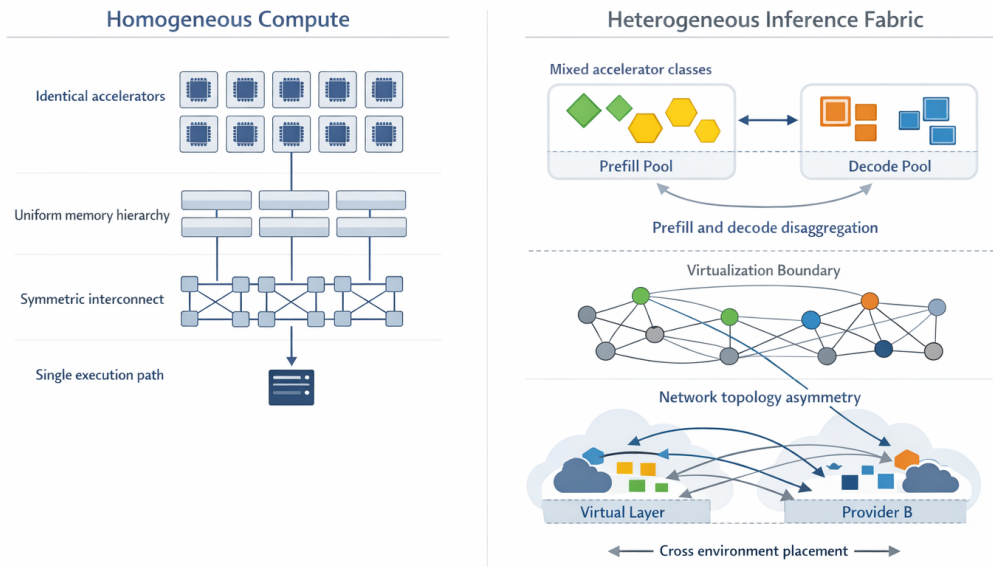 Homogeneous Compute
Identical accelerators
Uniform memory hierarchy
Symmetric interconnect
Single execution path
Heterogeneous Inference Fabric
Mixed accelerator classes
Prefill Pool
Decode Pool
Prefill and decode disaggregation
Virtualization Boundary
Network topology asymmetry
Virtual Layer
Provider B
Cross environment placement